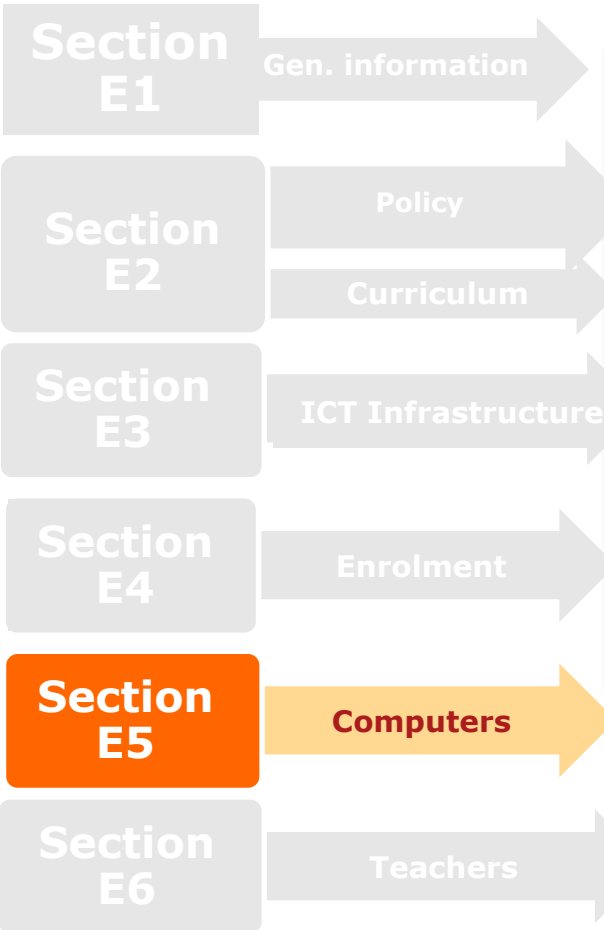 Section
E1
Gen. information
Section
E2
Policy
Curriculum
Section
E3
ICT Infrastructure
Section
E4
Enrolment
Section
E5
Computers
Section
E6
Teachers